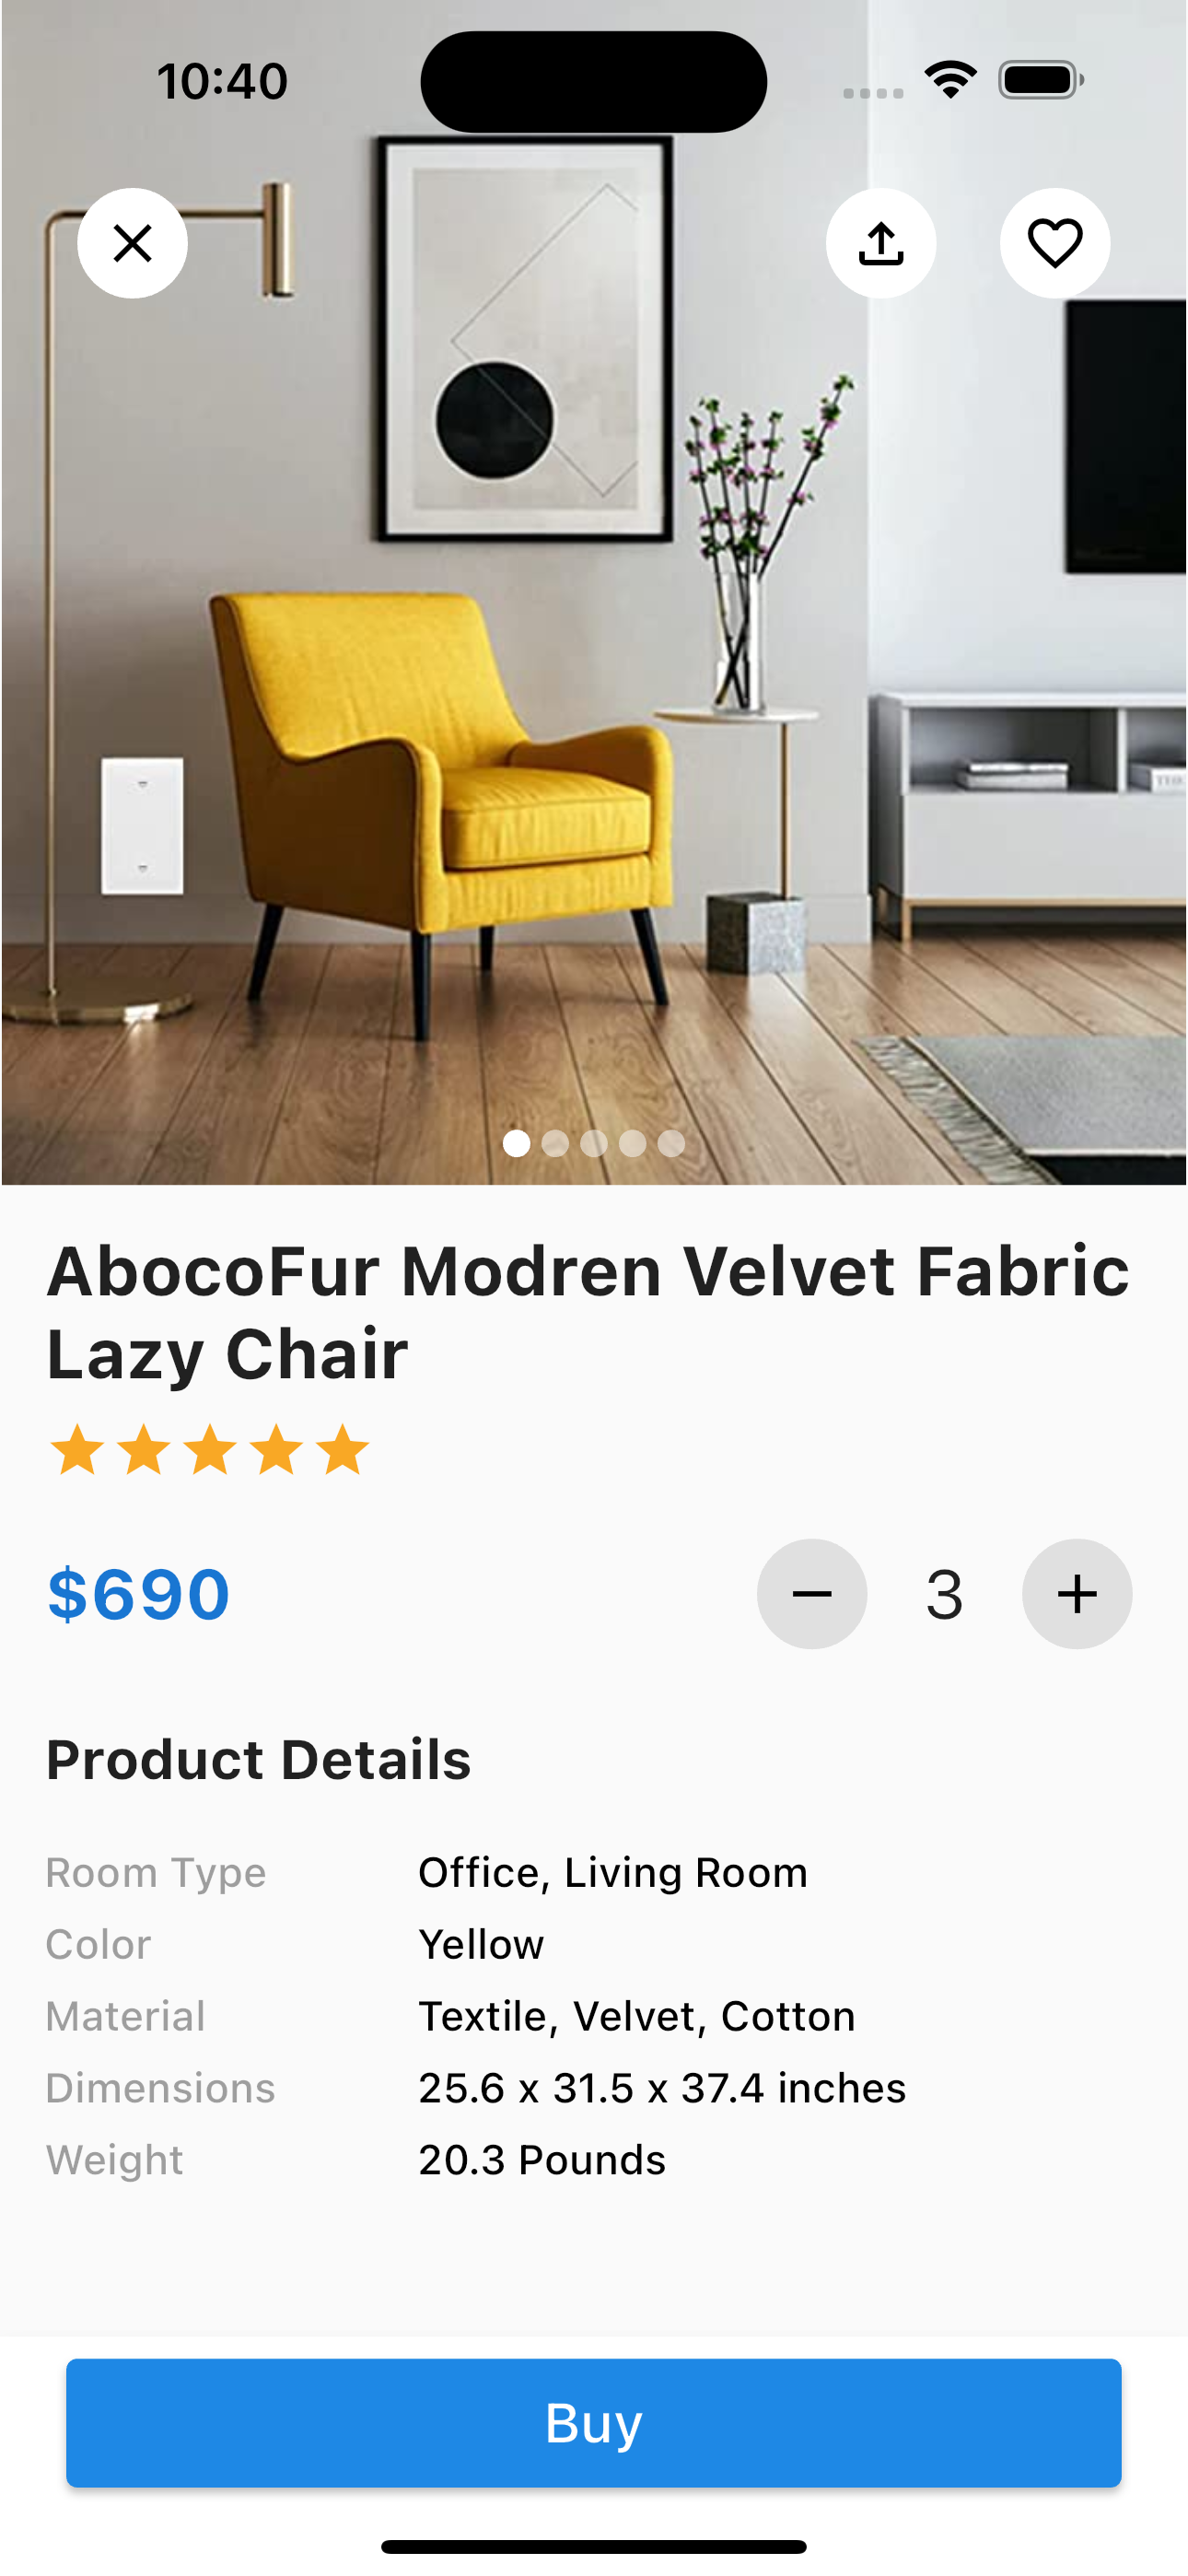 10:40
AbocoFur Modren Velvet Fabric
Lazy Chair
$690
3
Product Details
Room Type Office, Living Room
Color Yellow
Material Textile, Velvet, Cotton
Dimensions 25.6 x 31.5 x 37.4 inches
Weight 20.3 Pounds
Buy